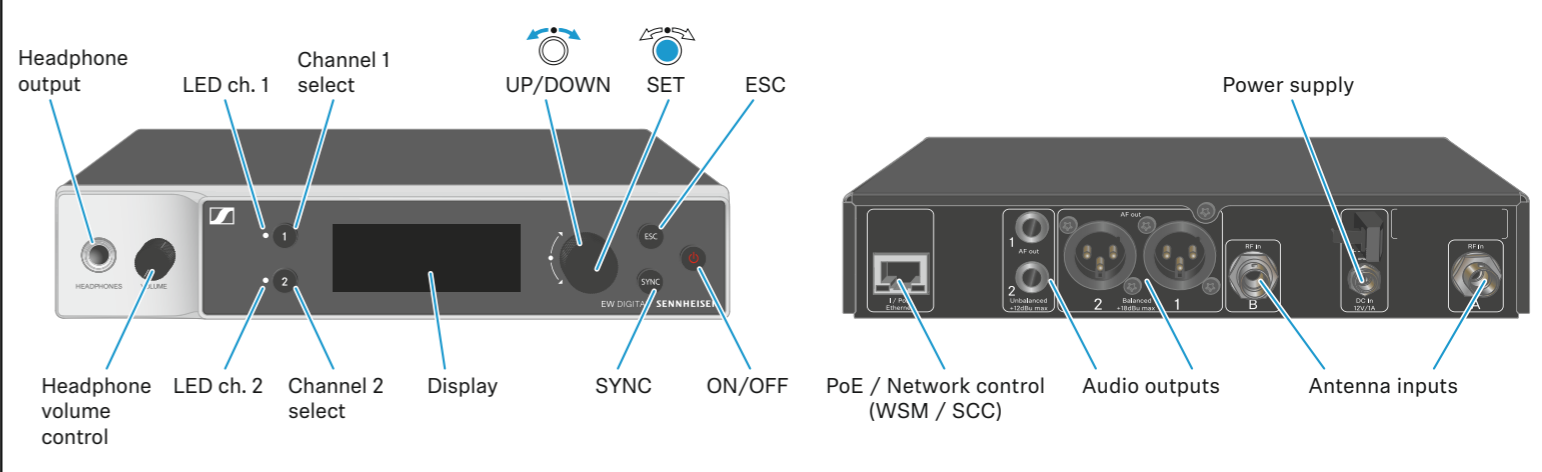 Headphone
output
LED ch. 1
Channel 1
select
UP/DOWN
SET
ESC
Power supply
1
2
ESC
SYNC
HEADPHONES
VOLUME
EW DIGITAL SENNHEISER
1
AF out
2
Unbalanced
+12dBu max
AF out
2
Balanced
+18dBu max
1
RF in
B
DC in
12V/1A
RF in
A
Ethernet
Headphone
volume
control
LED ch. 2
Channel 2
select
Display
SYNC
ON/OFF
PoE / Network control
(WSM / SCC)
Audio outputs
Antenna inputs